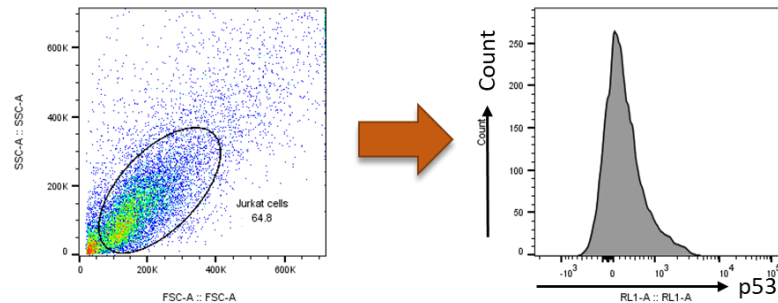 600K
400K
200K
0
SSC-A :: SSC-A
Jurkat cells
64.8
0
200K
400K
600K
FSC-A :: FSC-A
250
200
150
100
50
0
Count
Count
-10³
0
10³
10⁴
10⁵
RL1-A :: RL1-A
p53